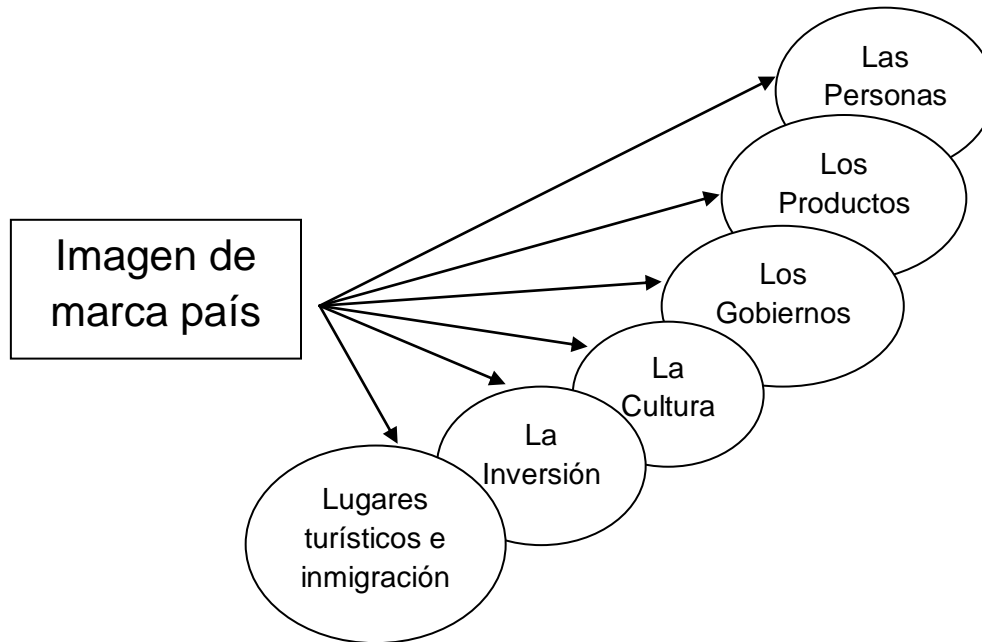 Imagen de
marca país
Las
Personas
Los
Productos
Los
Gobiernos
La
Cultura
La
Inversión
Lugares
turísticos e
inmigración